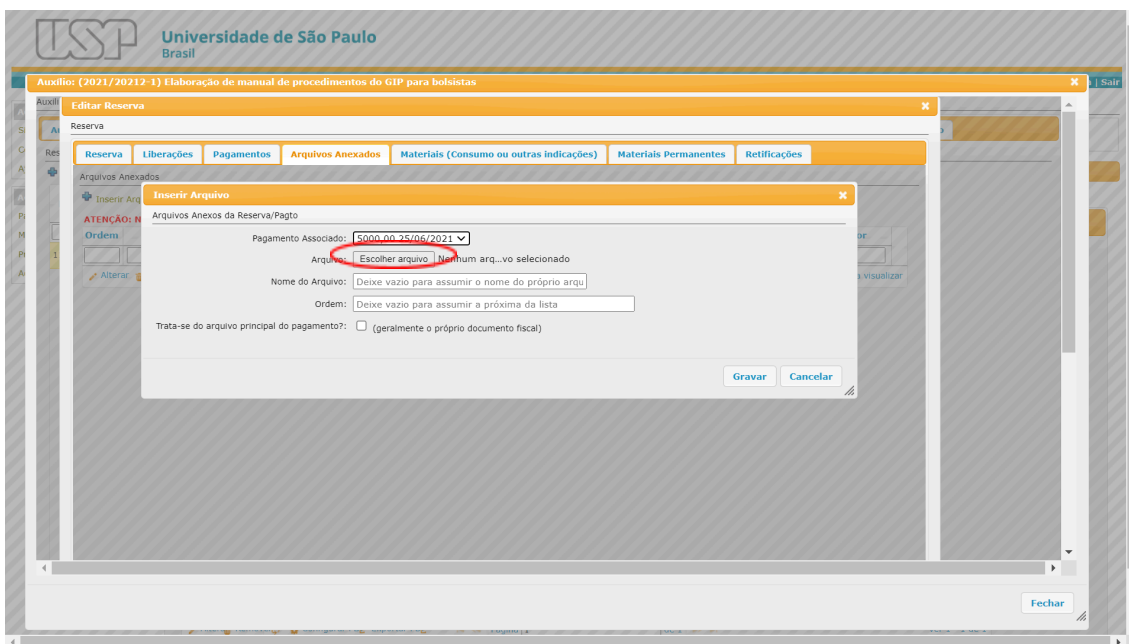 USP Universidade de São Paulo
Brasil
Auxílio: (2021/20212-1) Elaboração de manual de procedimentos do GIP para bolsistas
| Sair
Editar Reserva
Reserva
Reserva Liberações Pagamentos Arquivos Anexados Materiais (Consumo ou outras indicações) Materiais Permanentes Retificações
Arquivos Anexados
Inserir Arq
Inserir Arquivo
ATENÇÃO: N
Arquivos Anexos da Reserva/Pagto
Ordem
Pagamento Associado: 5000,00 25/06/2021
Arquivo: Escolher arquivo Nenhum arq...vo selecionado
Alterar
visualizar
Nome do Arquivo: Deixe vazio para assumir o nome do próprio arqu
Ordem: Deixe vazio para assumir a próxima da lista
Trata-se do arquivo principal do pagamento?: (geralmente o próprio documento fiscal)
Gravar Cancelar
Fechar